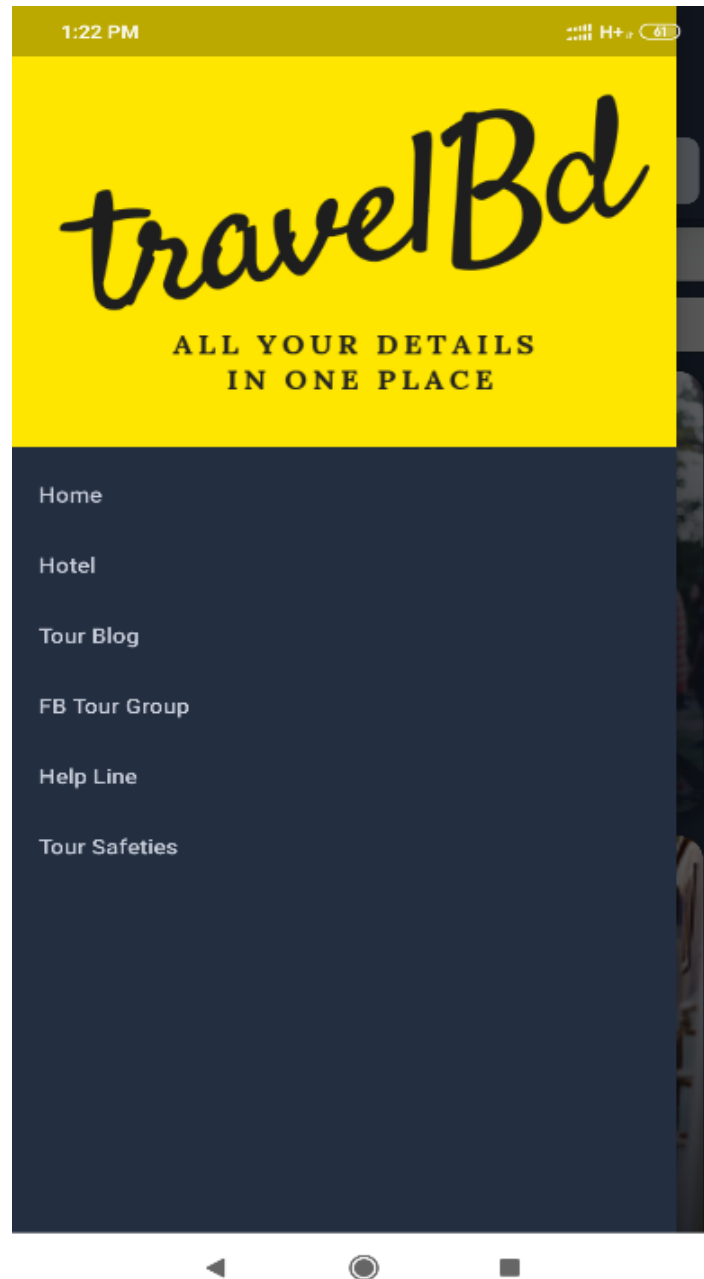 1:22 PM H+ 61
travelBd
ALL YOUR DETAILS
IN ONE PLACE
Home
Hotel
Tour Blog
FB Tour Group
Help Line
Tour Safeties